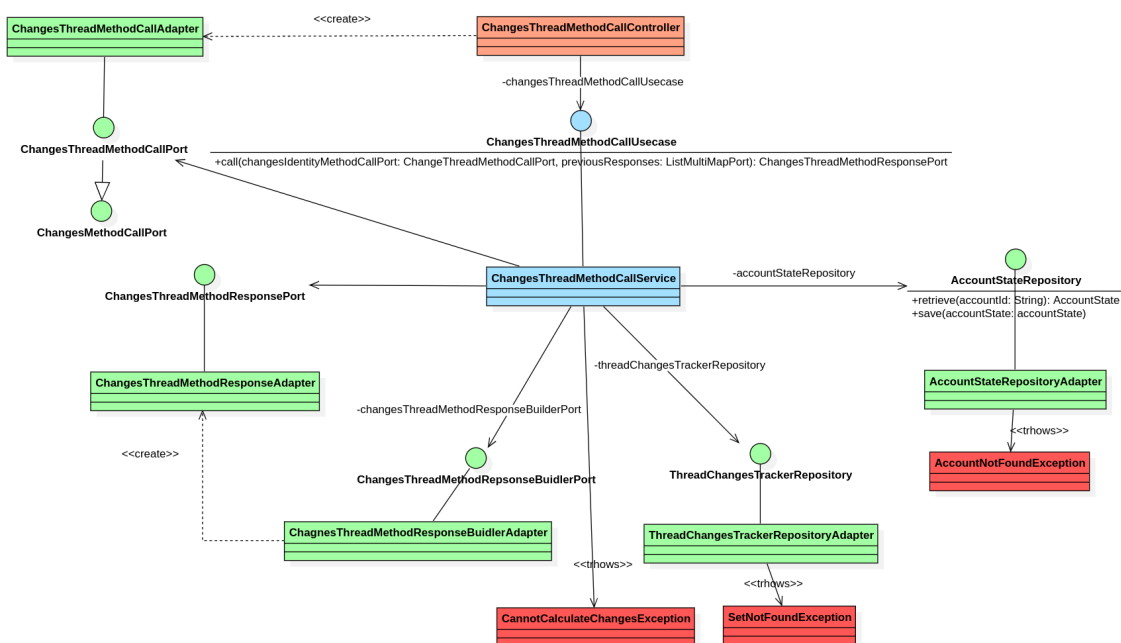 <<create>>
ChangesThreadMethodCallAdapter
ChangesThreadMethodCallController
-changesThreadMethodCallUsecase
ChangesThreadMethodCallUsecase
ChangesThreadMethodCallPort
+call(changesIdentityMethodCallPort: ChangeThreadMethodCallPort, previousResponses: ListMultiMapPort): ChangesThreadMethodResponsePort
ChangesMethodCallPort
ChangesThreadMethodCallService
-accountStateRepository
AccountStateRepository
ChangesThreadMethodResponsePort
+retrieve(accountId: String): AccountState
+save(accountState: accountState)
-threadChangesTrackerRepository
ChangesThreadMethodResponseAdapter
AccountStateRepositoryAdapter
-changesThreadMethodResponseBuilderPort
<<trhows>>
<<create>>
AccountNotFoundException
ChangesThreadMethodRepsonseBuidlerPort
ThreadChangesTrackerRepository
ChagnesThreadMethodResponseBuidlerAdapter
ThreadChangesTrackerRepositoryAdapter
<<trhows>>
<<trhows>>
CannotCalculateChangesException
SetNotFoundException